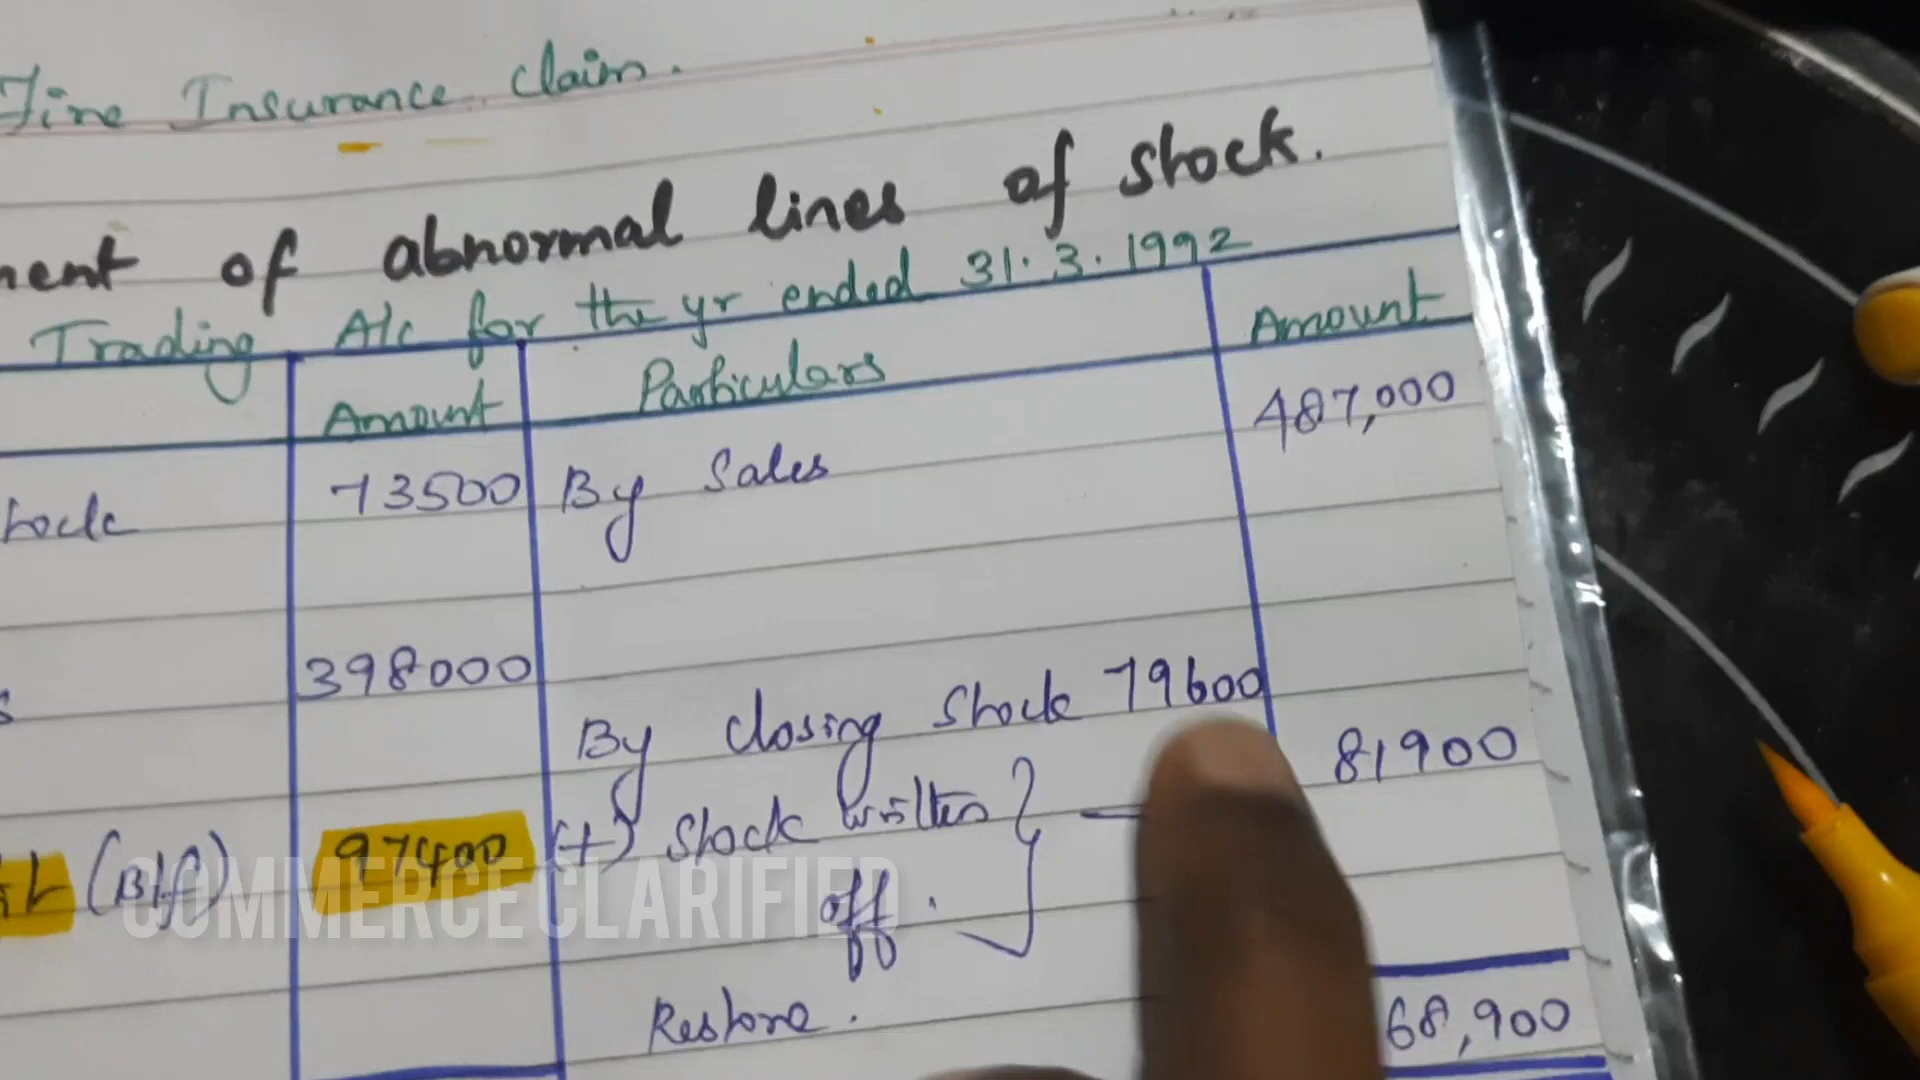 Fire Insurance Claim.
ment of abnormal lines of stock.
Trading A/c for the yr ended 31.3.1992
Amount Particulars Amount
stock 73500 By Sales 487,000
s 398000
By closing stock 79600
(+) Stock written off. 81900
(B/f) 97400
Restore.
68,900
COMMERCE CLARIFIED